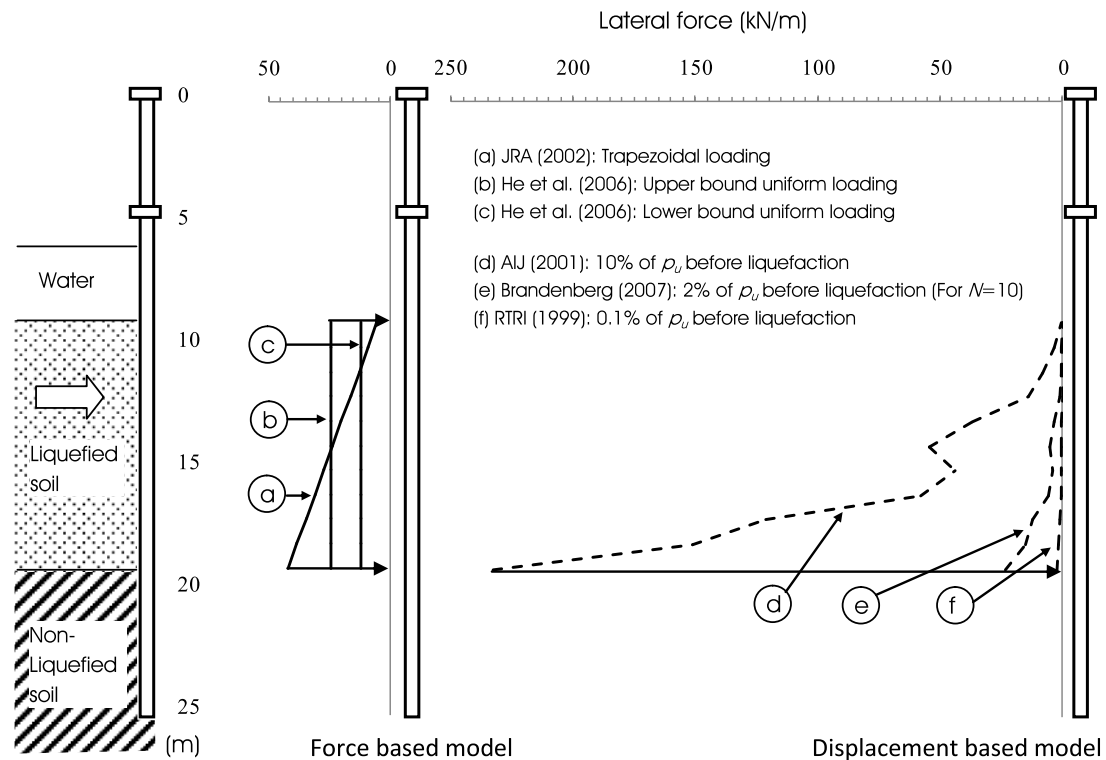 Lateral force (kN/m)
50 0 250 200 150 100 50 0
0
5
10
15
20
25
(m)
(a) JRA (2002): Trapezoidal loading
(b) He et al. (2006): Upper bound uniform loading
(c) He et al. (2006): Lower bound uniform loading
(d) AIJ (2001): 10% of pu before liquefaction
(e) Brandenberg (2007): 2% of pu before liquefaction (For N=10)
(f) RTRI (1999): 0.1% of pu before liquefaction
Water
Liquefied
soil
Non-
Liquefied
soil
c
b
a
d
e
f
Force based model
Displacement based model